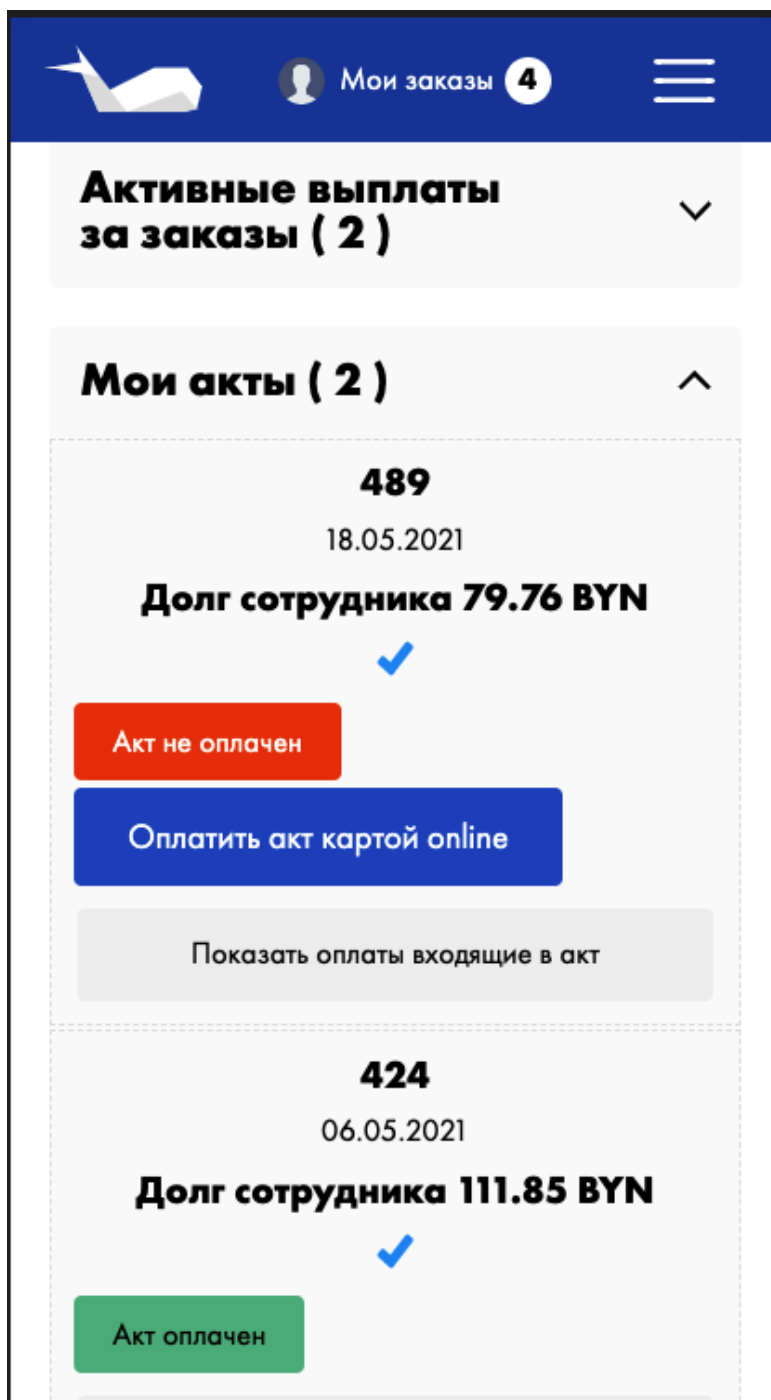 Мои заказы 4
Активные выплаты
за заказы ( 2 )
Мои акты ( 2 )
489
18.05.2021
Долг сотрудника 79.76 BYN
Акт не оплачен
Оплатить акт картой online
Показать оплаты входящие в акт
424
06.05.2021
Долг сотрудника 111.85 BYN
Акт оплачен